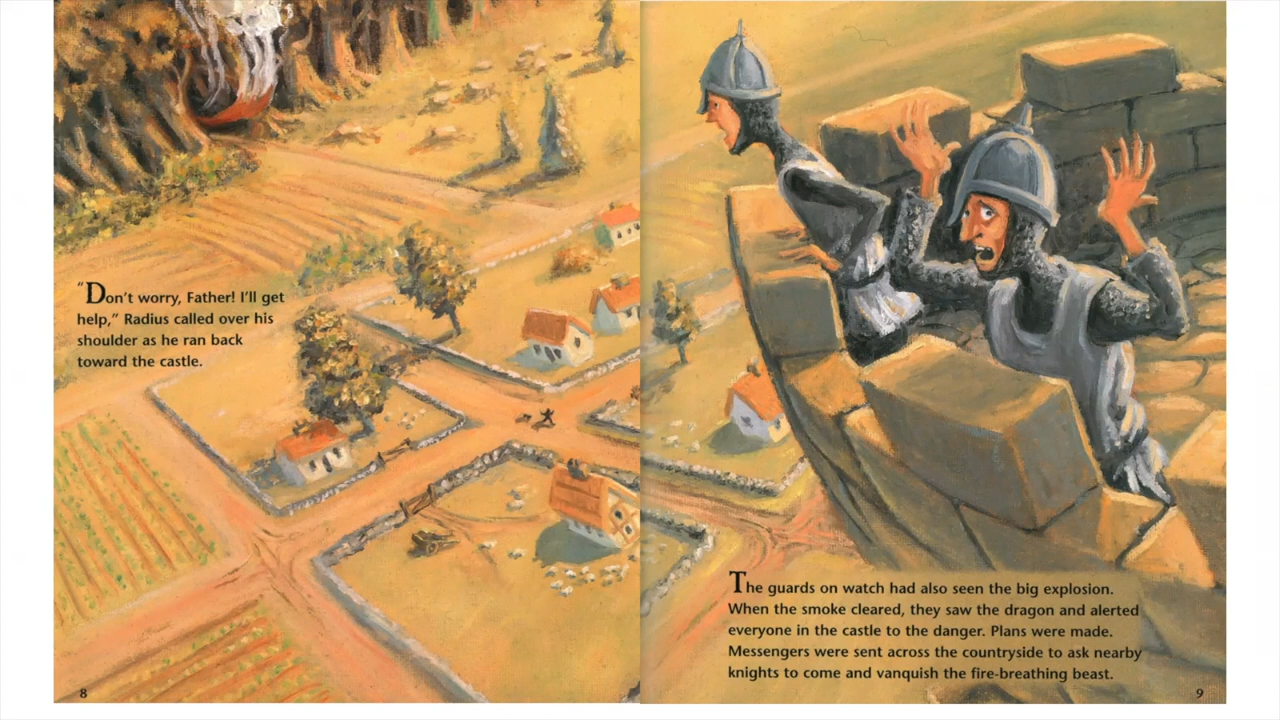 “Don’t worry, Father! I’ll get
help,” Radius called over his
shoulder as he ran back
toward the castle.
8
The guards on watch had also seen the big explosion.
When the smoke cleared, they saw the dragon and alerted
everyone in the castle to the danger. Plans were made.
Messengers were sent across the countryside to ask nearby
knights to come and vanquish the fire-breathing beast.
9